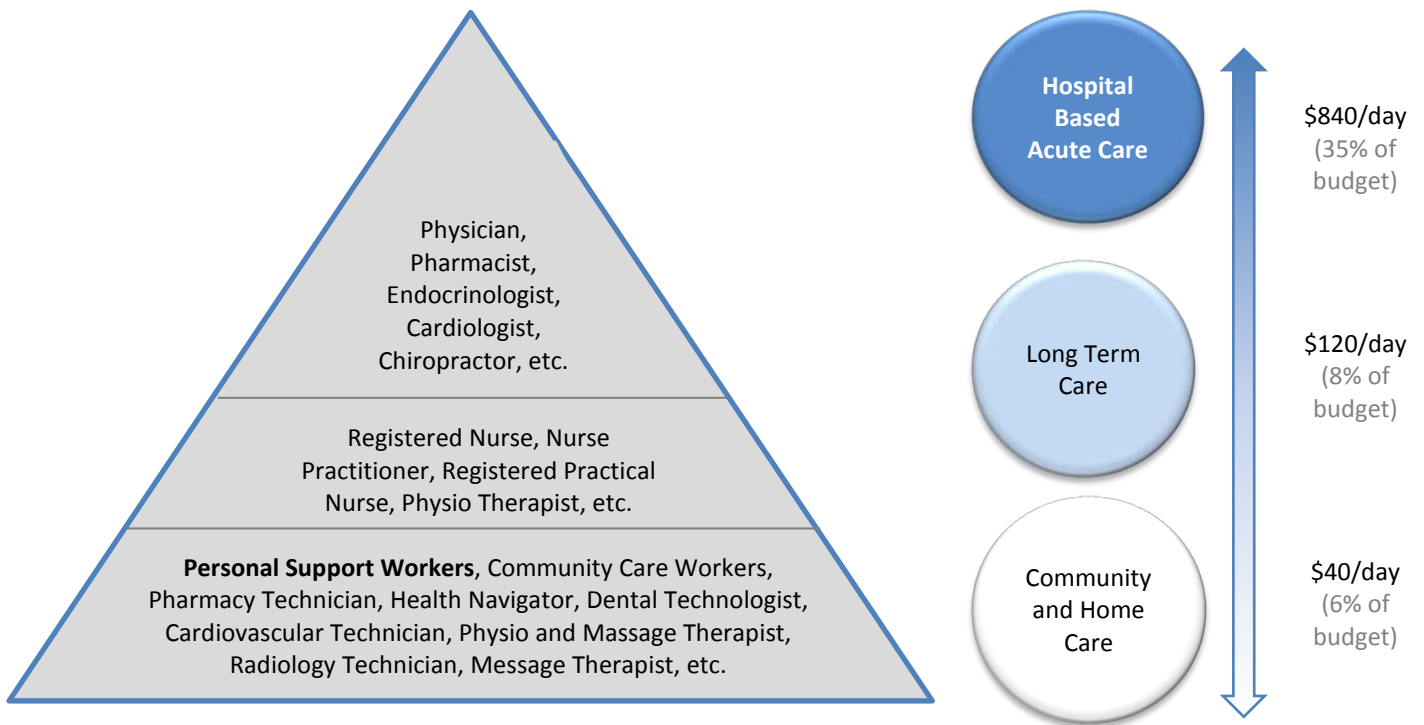 Physician,
Pharmacist,
Endocrinologist,
Cardiologist,
Chiropractor, etc.
Registered Nurse, Nurse
Practitioner, Registered Practical
Nurse, Physio Therapist, etc.
Personal Support Workers, Community Care Workers,
Pharmacy Technician, Health Navigator, Dental Technologist,
Cardiovascular Technician, Physio and Massage Therapist,
Radiology Technician, Message Therapist, etc.
Hospital
Based
Acute Care
$840/day
(35% of
budget)
Long Term
Care
$120/day
(8% of
budget)
Community
and Home
Care
$40/day
(6% of
budget)